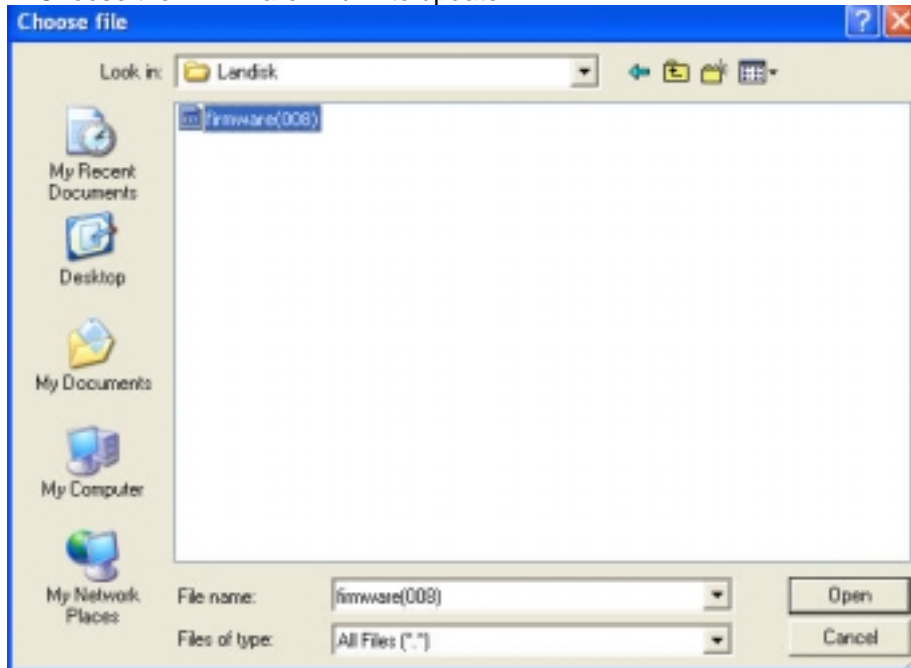 Choose file
Look in: Landisk
firmware(008)
My Recent
Documents
Desktop
My Documents
My Computer
My Network
Places
File name: firmware(008)
Files of type: All Files (*.*)
Open
Cancel